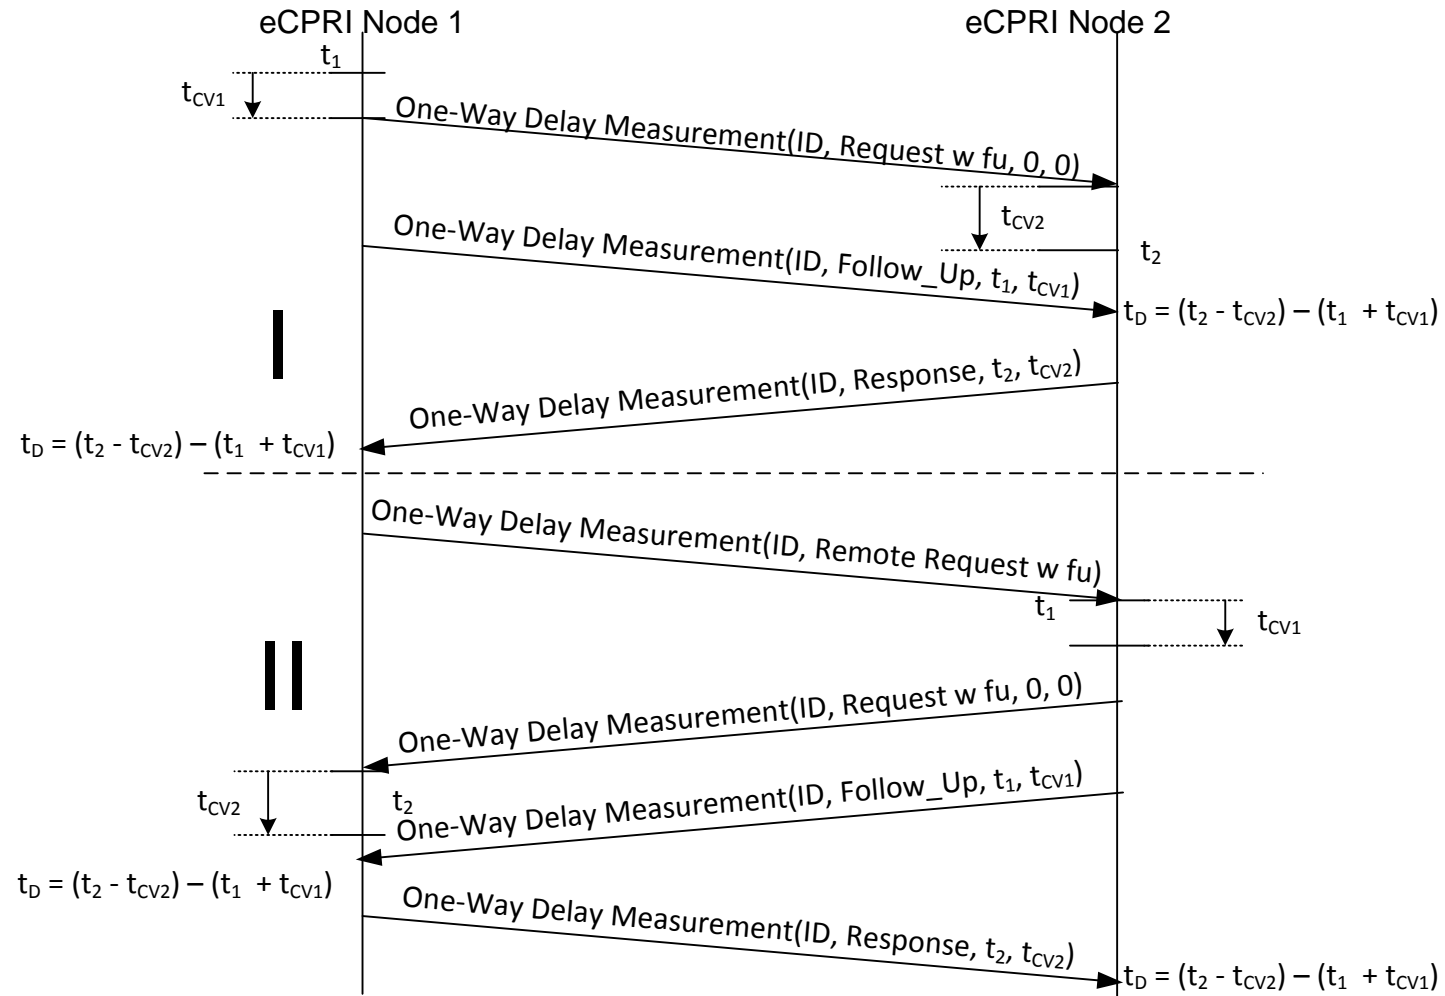 eCPRI Node 1
eCPRI Node 2
t1
tCV1
One-Way Delay Measurement(ID, Request w fu, 0, 0)
tCV2
One-Way Delay Measurement(ID, Follow_Up, t1, tCV1)
t2
tD = (t2 - tCV2) – (t1 + tCV1)
I
One-Way Delay Measurement(ID, Response, t2, tCV2)
tD = (t2 - tCV2) – (t1 + tCV1)
One-Way Delay Measurement(ID, Remote Request w fu)
t1
tCV1
II
One-Way Delay Measurement(ID, Request w fu, 0, 0)
tCV2
t2
One-Way Delay Measurement(ID, Follow_Up, t1, tCV1)
tD = (t2 - tCV2) – (t1 + tCV1)
One-Way Delay Measurement(ID, Response, t2, tCV2)
tD = (t2 - tCV2) – (t1 + tCV1)